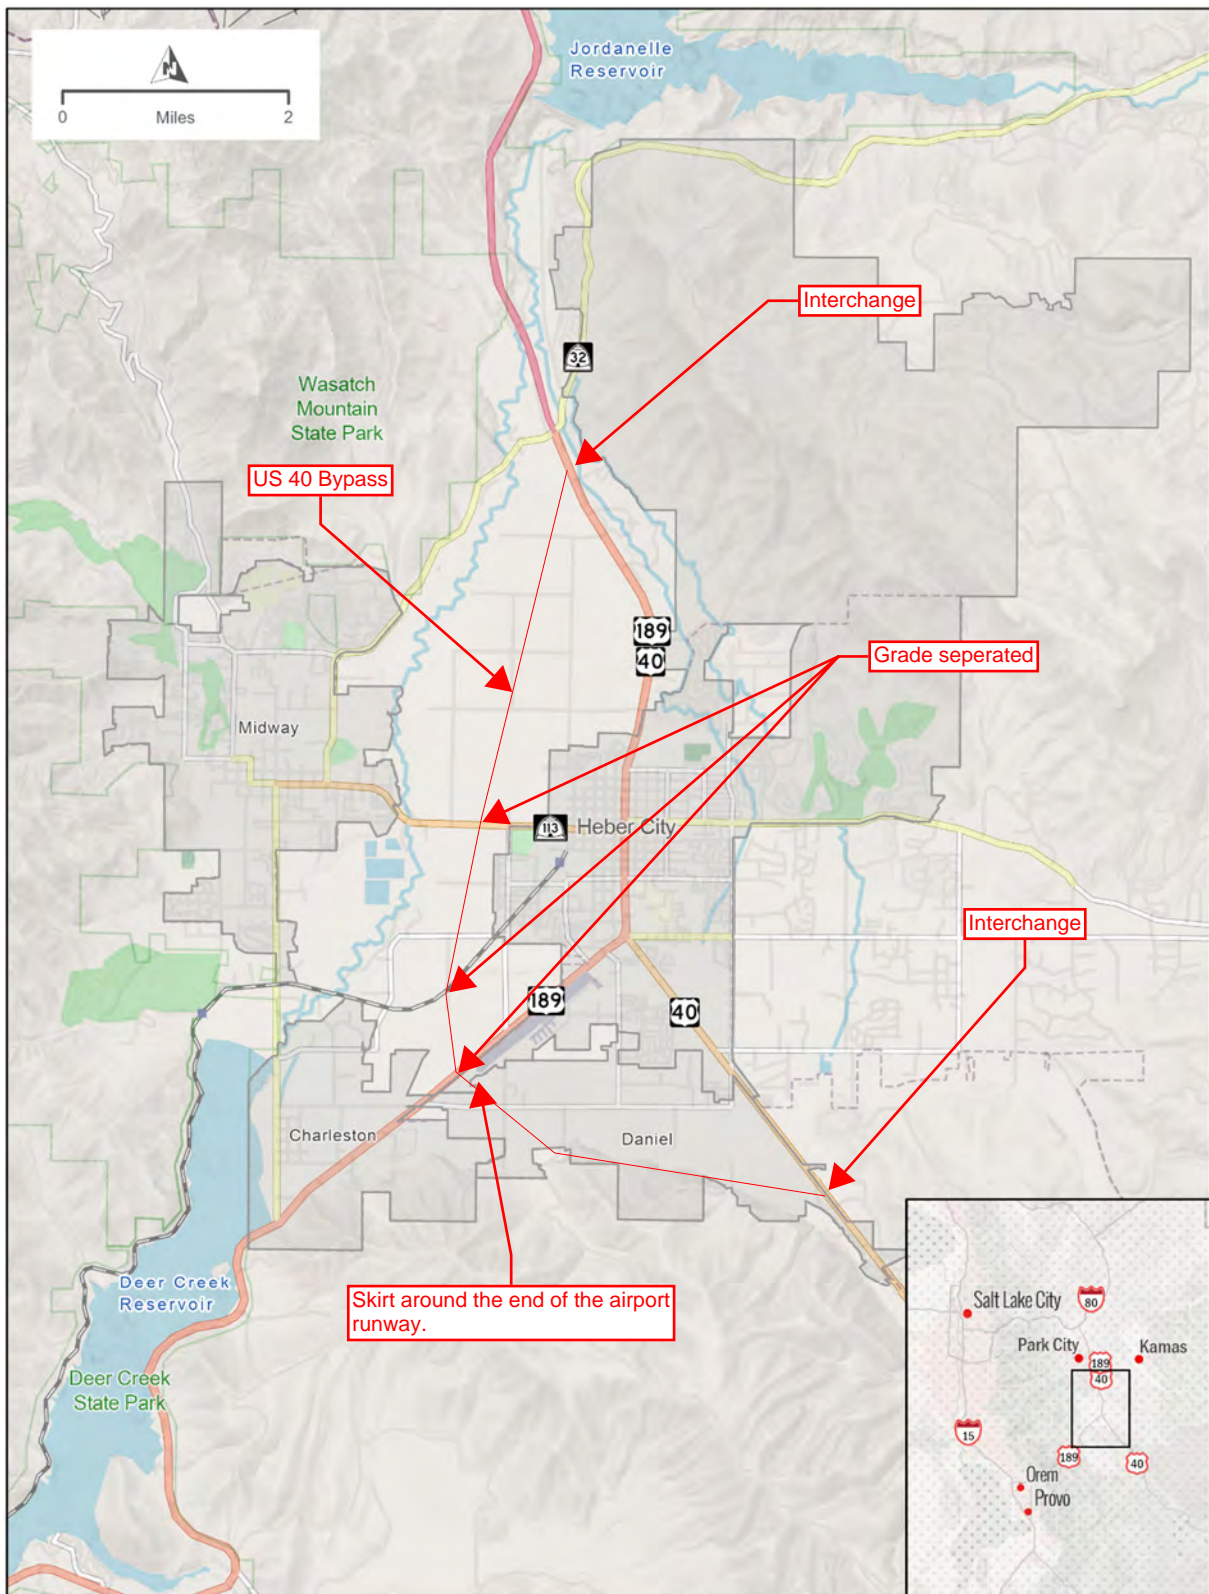 Jordanelle
Reservoir
N
0 Miles 2
Interchange
32
Wasatch
Mountain
State Park
US 40 Bypass
189
40
Grade seperated
Midway
113
Heber City
Interchange
189
40
Charleston
Daniel
Deer Creek
Reservoir
Skirt around the end of the airport
runway.
Deer Creek
State Park
Salt Lake City
80
Park City
Kamas
189
40
15
189
40
Orem
Provo